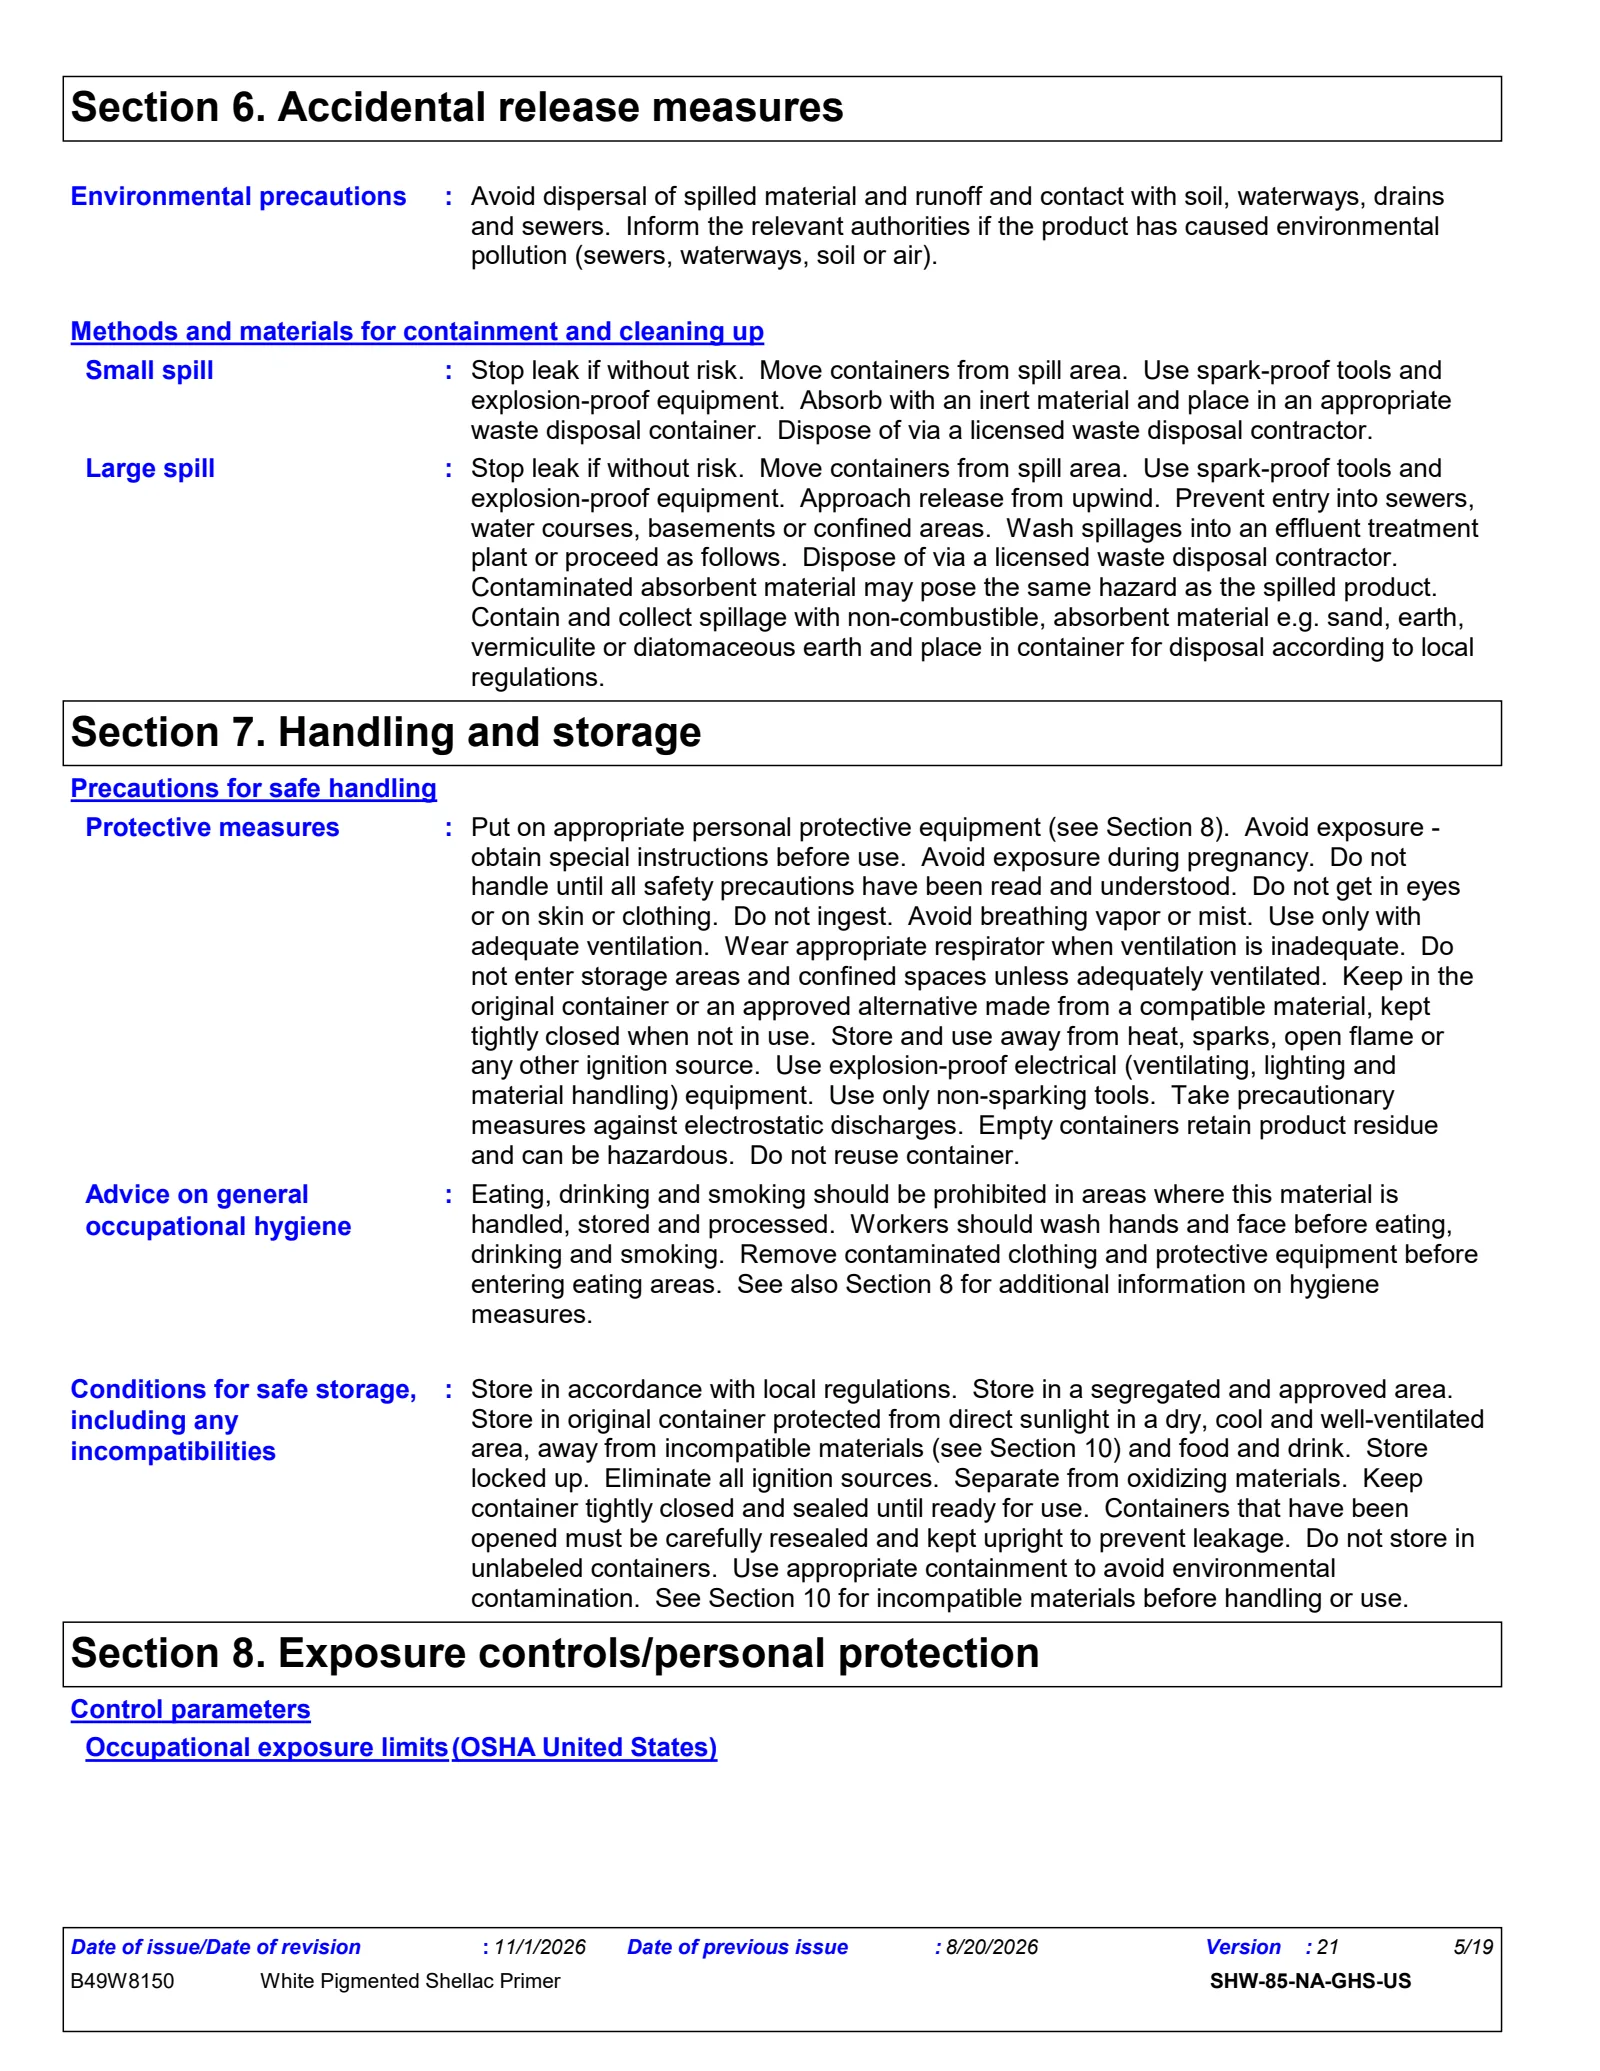 Section 6. Accidental release measures
Environmental precautions : Avoid dispersal of spilled material and runoff and contact with soil, waterways, drains
and sewers. Inform the relevant authorities if the product has caused environmental
pollution (sewers, waterways, soil or air).
Methods and materials for containment and cleaning up
Small spill : Stop leak if without risk. Move containers from spill area. Use spark-proof tools and
explosion-proof equipment. Absorb with an inert material and place in an appropriate
waste disposal container. Dispose of via a licensed waste disposal contractor.
Large spill : Stop leak if without risk. Move containers from spill area. Use spark-proof tools and
explosion-proof equipment. Approach release from upwind. Prevent entry into sewers,
water courses, basements or confined areas. Wash spillages into an effluent treatment
plant or proceed as follows. Dispose of via a licensed waste disposal contractor.
Contaminated absorbent material may pose the same hazard as the spilled product.
Contain and collect spillage with non-combustible, absorbent material e.g. sand, earth,
vermiculite or diatomaceous earth and place in container for disposal according to local
regulations.
Section 7. Handling and storage
Precautions for safe handling
Protective measures : Put on appropriate personal protective equipment (see Section 8). Avoid exposure -
obtain special instructions before use. Avoid exposure during pregnancy. Do not
handle until all safety precautions have been read and understood. Do not get in eyes
or on skin or clothing. Do not ingest. Avoid breathing vapor or mist. Use only with
adequate ventilation. Wear appropriate respirator when ventilation is inadequate. Do
not enter storage areas and confined spaces unless adequately ventilated. Keep in the
original container or an approved alternative made from a compatible material, kept
tightly closed when not in use. Store and use away from heat, sparks, open flame or
any other ignition source. Use explosion-proof electrical (ventilating, lighting and
material handling) equipment. Use only non-sparking tools. Take precautionary
measures against electrostatic discharges. Empty containers retain product residue
and can be hazardous. Do not reuse container.
Advice on general : Eating, drinking and smoking should be prohibited in areas where this material is
occupational hygiene handled, stored and processed. Workers should wash hands and face before eating,
drinking and smoking. Remove contaminated clothing and protective equipment before
entering eating areas. See also Section 8 for additional information on hygiene
measures.
Conditions for safe storage, : Store in accordance with local regulations. Store in a segregated and approved area.
including any Store in original container protected from direct sunlight in a dry, cool and well-ventilated
incompatibilities area, away from incompatible materials (see Section 10) and food and drink. Store
locked up. Eliminate all ignition sources. Separate from oxidizing materials. Keep
container tightly closed and sealed until ready for use. Containers that have been
opened must be carefully resealed and kept upright to prevent leakage. Do not store in
unlabeled containers. Use appropriate containment to avoid environmental
contamination. See Section 10 for incompatible materials before handling or use.
Section 8. Exposure controls/personal protection
Control parameters
Occupational exposure limits (OSHA United States)
Date of issue/Date of revision : 11/1/2026 Date of previous issue : 8/20/2026 Version : 21 5/19
B49W8150 White Pigmented Shellac Primer SHW-85-NA-GHS-US